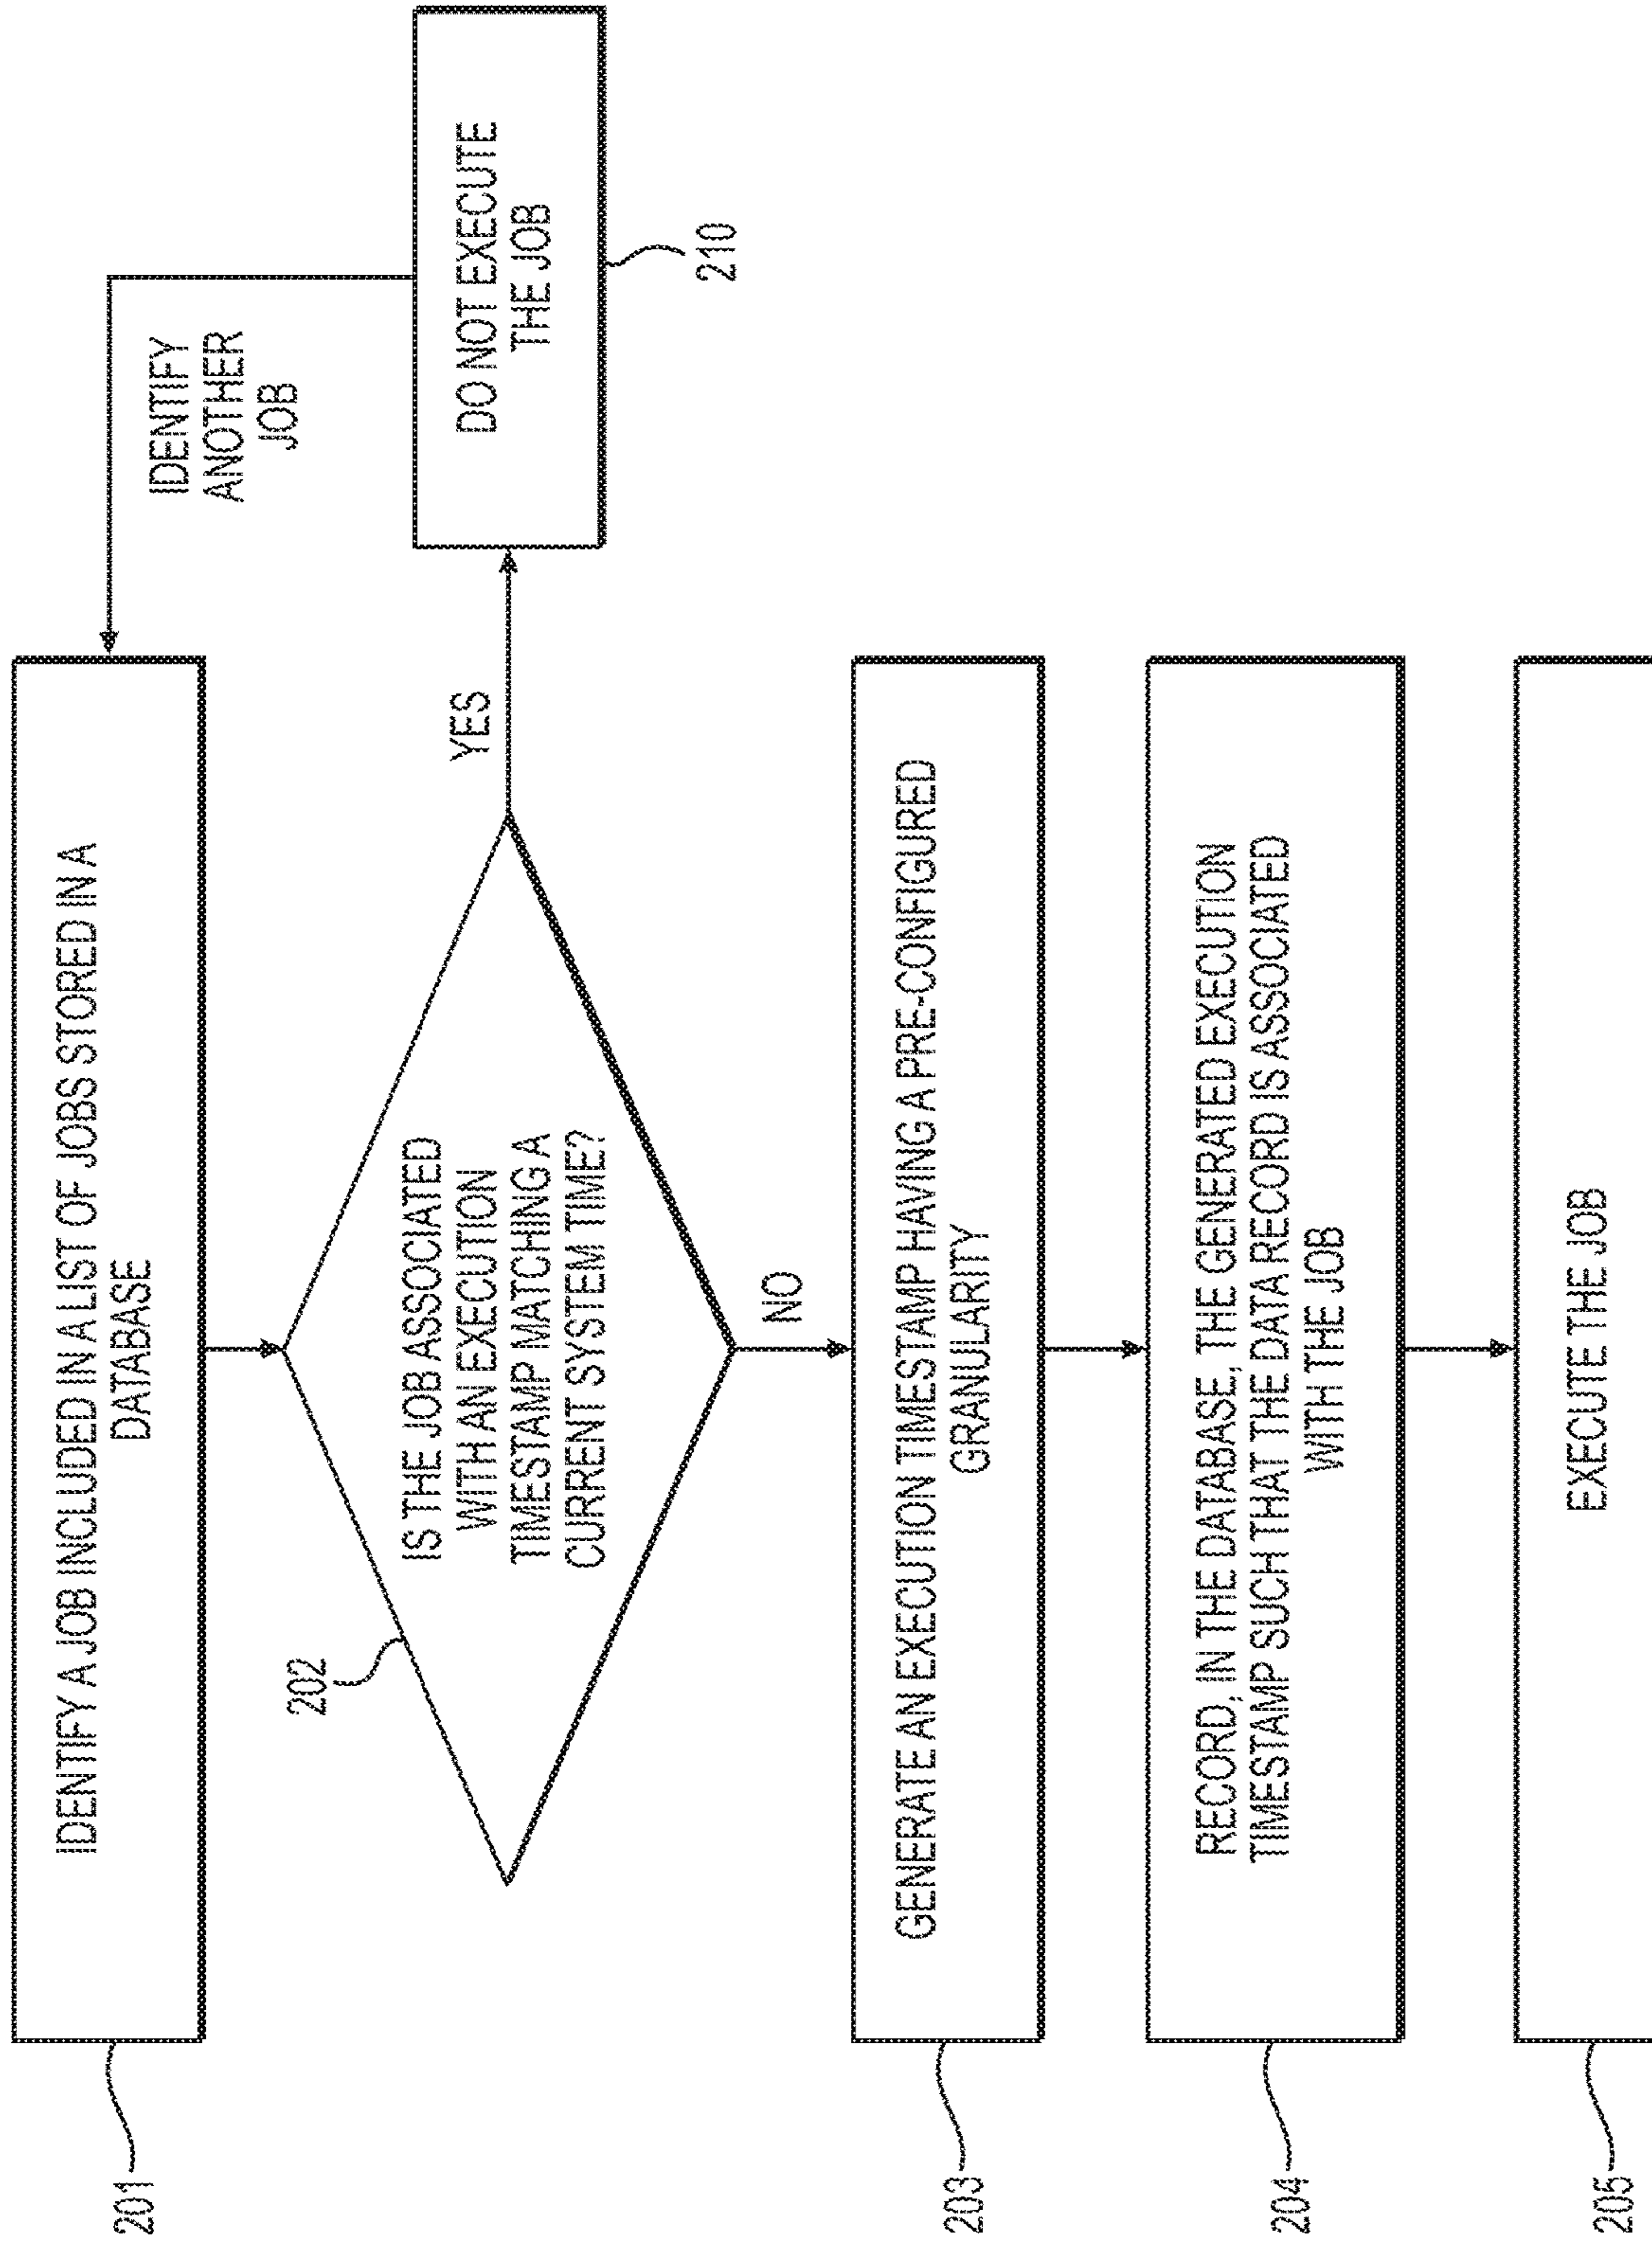 201
IDENTIFY A JOB INCLUDED IN A LIST OF JOBS STORED IN A
DATABASE
IDENTIFY
ANOTHER
JOB
202
IS THE JOB ASSOCIATED
WITH AN EXECUTION
TIMESTAMP MATCHING A
CURRENT SYSTEM TIME?
YES
DO NOT EXECUTE
THE JOB
210
NO
203
GENERATE AN EXECUTION TIMESTAMP HAVING A PRE-CONFIGURED
GRANULARITY
204
RECORD, IN THE DATABASE, THE GENERATED EXECUTION
TIMESTAMP SUCH THAT THE DATA RECORD IS ASSOCIATED
WITH THE JOB
205
EXECUTE THE JOB